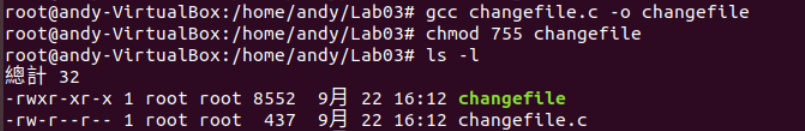 root@andy-VirtualBox:/home/andy/Lab03# gcc changefile.c -o changefile
root@andy-VirtualBox:/home/andy/Lab03# chmod 755 changefile
root@andy-VirtualBox:/home/andy/Lab03# ls -l
總計 32
-rwxr-xr-x 1 root root 8552  9月 22 16:12 changefile
-rw-r--r-- 1 root root  437  9月 22 16:12 changefile.c